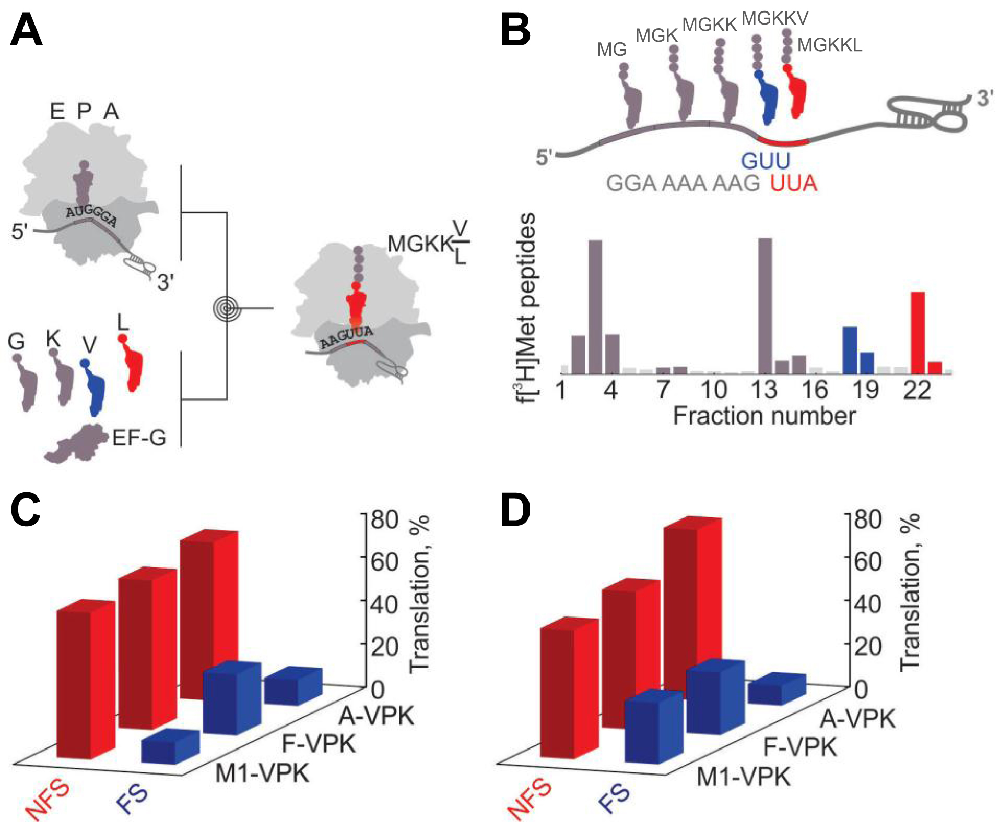 A
E P A
AUGGGA
5'
3'
G K V L
EF-G
MGKK V
L
AAGUUA
B
MG
MGK
MGKK
MGKKV
MGKKL
3'
5'
GUU
GGA AAA AAG UUA
f[³H]Met peptides
1 4 7 10 13 16 19 22
Fraction number
C
80
60
40
20
0
Translation, %
A-VPK
F-VPK
M1-VPK
NFS
FS
D
80
60
40
20
0
Translation, %
A-VPK
F-VPK
M1-VPK
NFS
FS